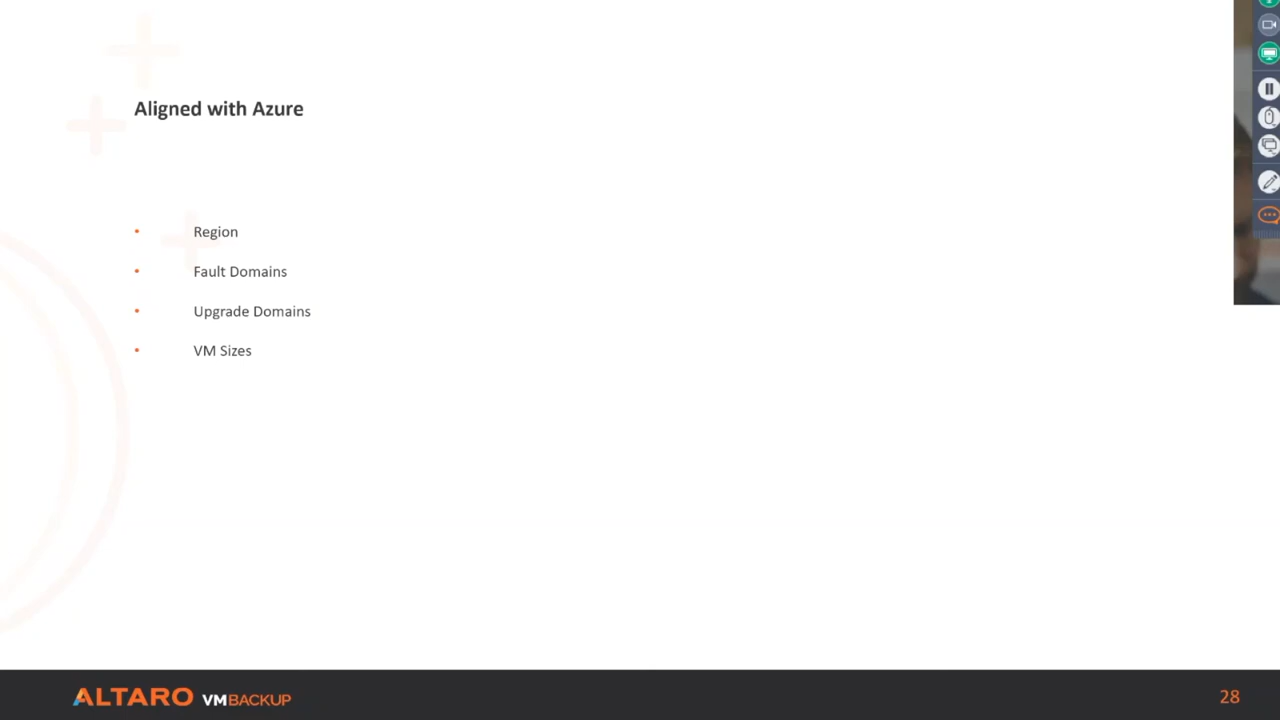 Aligned with Azure
• Region
• Fault Domains
• Upgrade Domains
• VM Sizes
ALTARO VMBACKUP
28